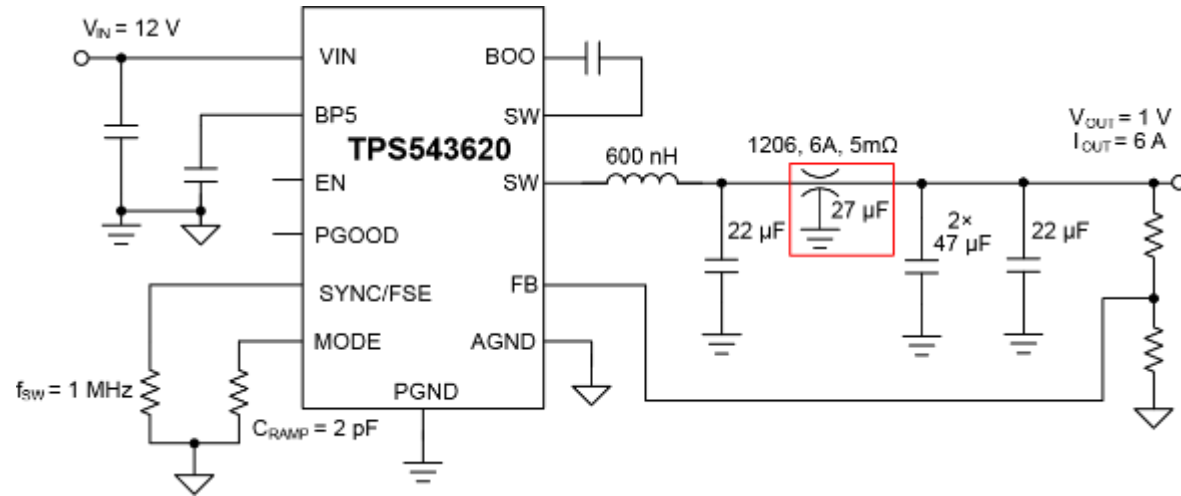 VIN = 12 V
VIN
BP5
EN
PGOOD
SYNC/FSE
MODE
TPS543620
BOO
SW
SW
FB
AGND
PGND
fSW = 1 MHz
CRAMP = 2 pF
600 nH
22 µF
1206, 6A, 5mΩ
27 µF
2×
47 µF
22 µF
VOUT = 1 V
IOUT = 6 A